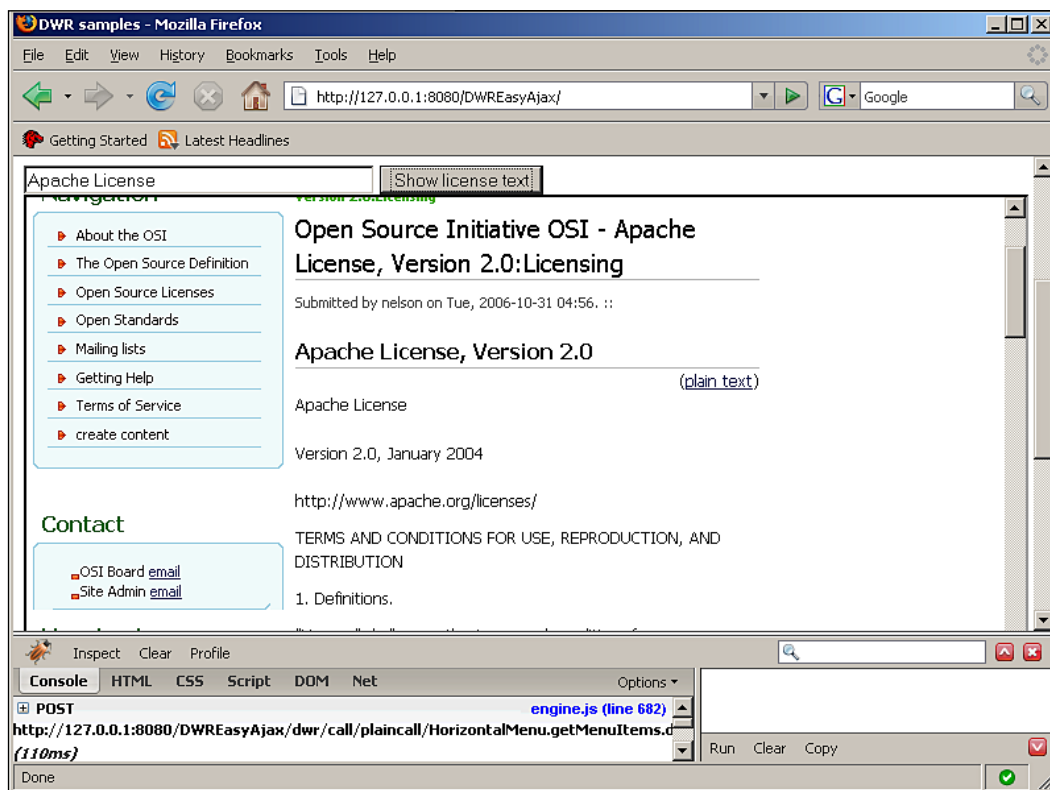 DWR samples - Mozilla Firefox
File Edit View History Bookmarks Tools Help
http://127.0.0.1:8080/DWREasyAjax/
G Google
Getting Started Latest Headlines
Apache License Show license text
Navigation
Version 2.0:Licensing
About the OSI
The Open Source Definition
Open Source Licenses
Open Standards
Mailing lists
Getting Help
Terms of Service
create content
Contact
OSI Board email
Site Admin email
Open Source Initiative OSI - Apache
License, Version 2.0:Licensing
Submitted by nelson on Tue, 2006-10-31 04:56. ::
Apache License, Version 2.0
(plain text)
Apache License
Version 2.0, January 2004
http://www.apache.org/licenses/
TERMS AND CONDITIONS FOR USE, REPRODUCTION, AND
DISTRIBUTION
1. Definitions.
Inspect Clear Profile
Console HTML CSS Script DOM Net Options
POST engine.js (line 682)
http://127.0.0.1:8080/DWREasyAjax/dwr/call/plaincall/HorizontalMenu.getMenuItems.d
(110ms)
Run Clear Copy
Done